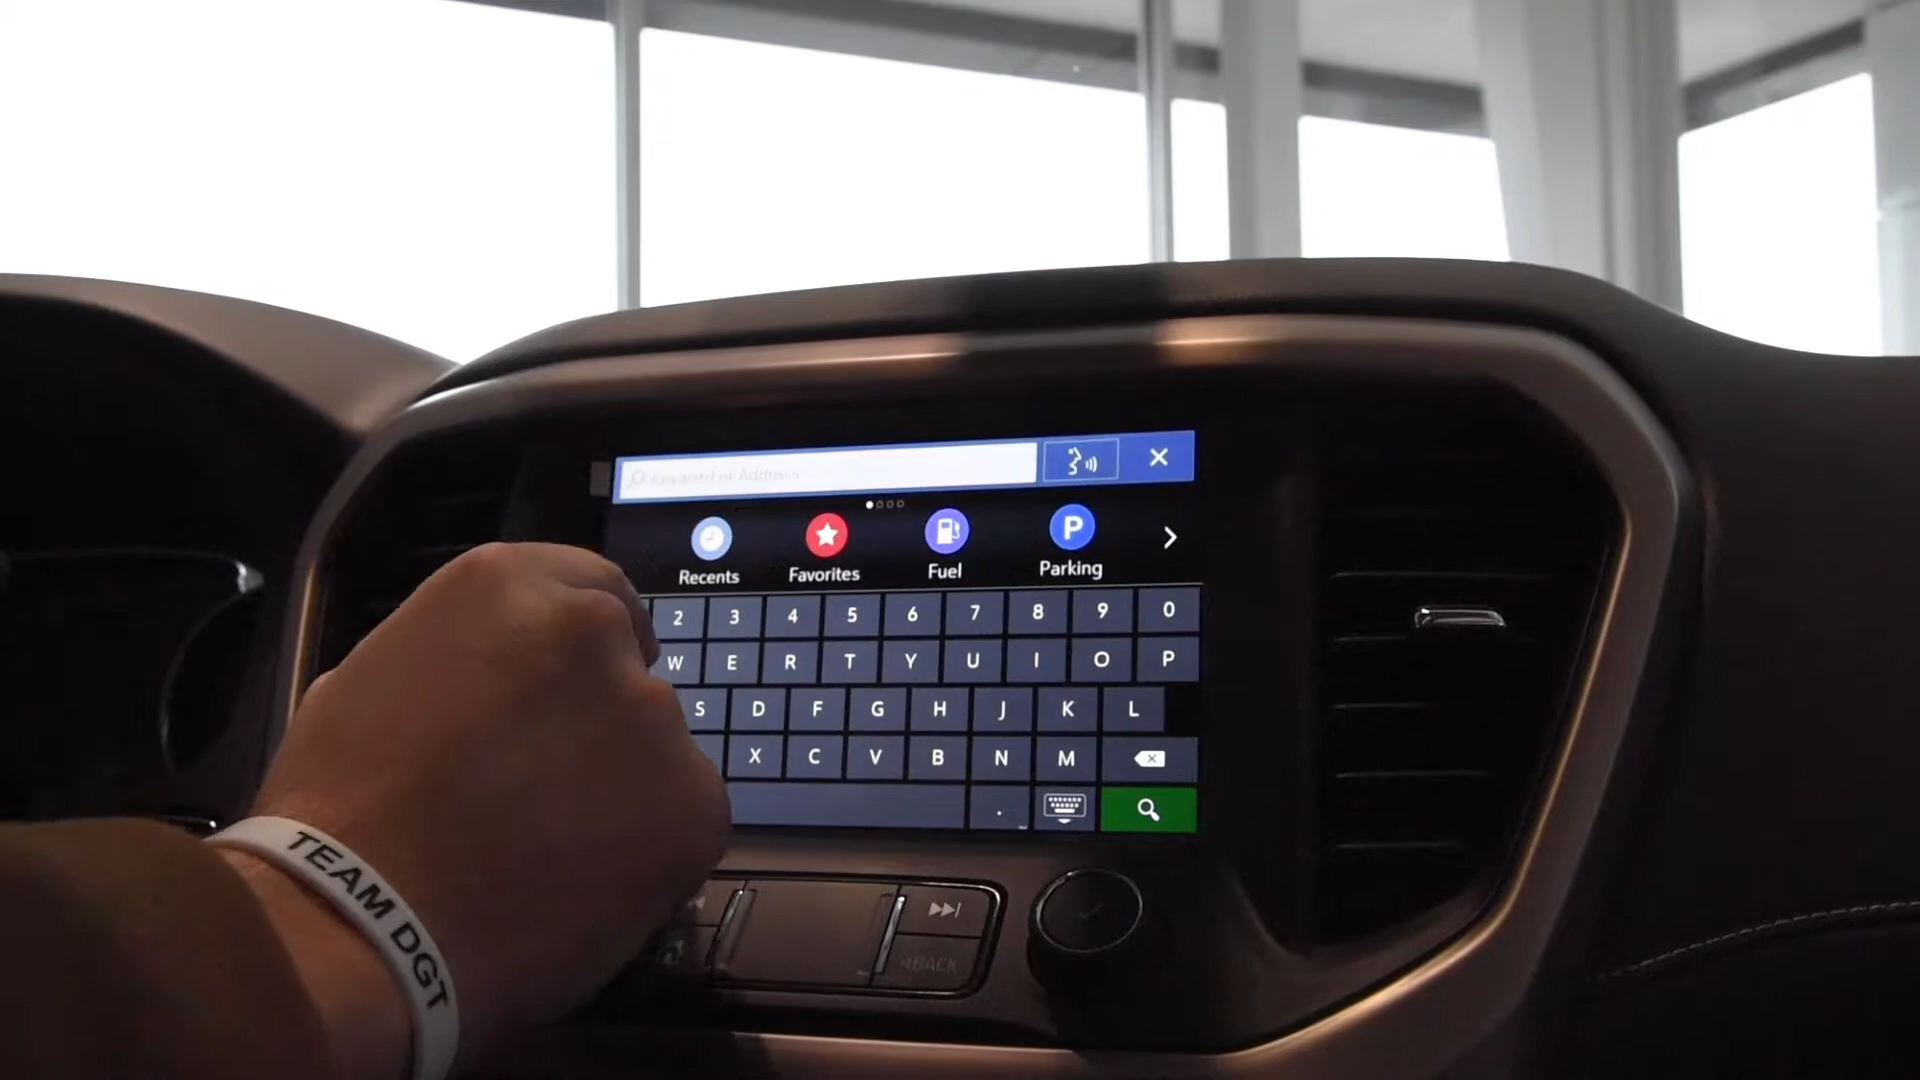 Keyword or Address
Recents Favorites Fuel Parking
P
2 3 4 5 6 7 8 9 0
W E R T Y U I O P
S D F G H J K L
X C V B N M
.
BACK
TEAM DGT